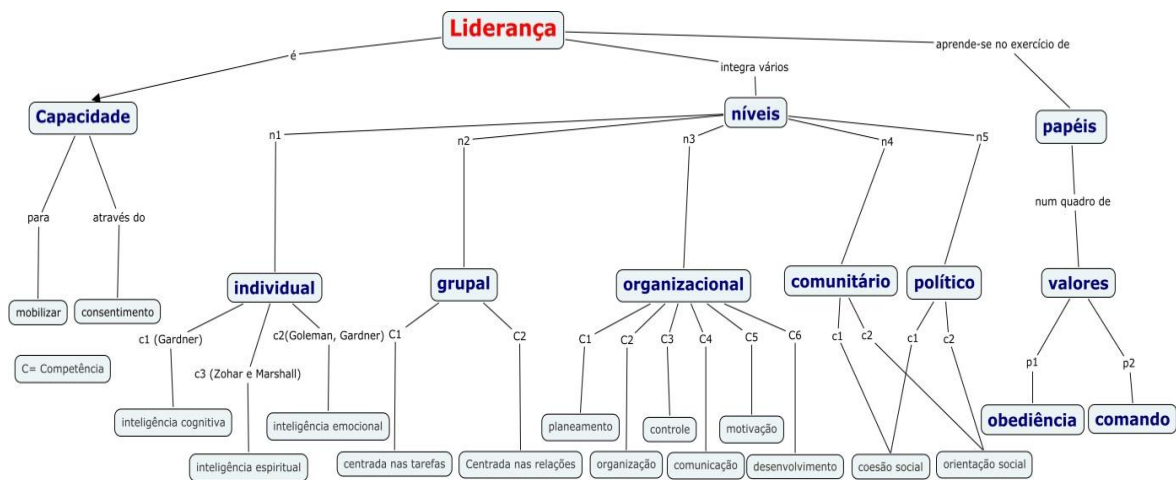 Liderança
é
integra vários
aprende-se no exercício de
Capacidade
níveis
papéis
n1
n2
n3
n4
n5
para
através do
num quadro de
mobilizar
consentimento
individual
grupal
organizacional
comunitário
político
valores
c1 (Gardner)
c2(Goleman, Gardner)
c3 (Zohar e Marshall)
C1
C2
C1
C2
C3
C4
C5
C6
c1
c2
c1
c2
p1
p2
C= Competência
inteligência cognitiva
inteligência emocional
inteligência espiritual
centrada nas tarefas
Centrada nas relações
planeamento
controle
motivação
organização
comunicação
desenvolvimento
coesão social
orientação social
obediência
comando